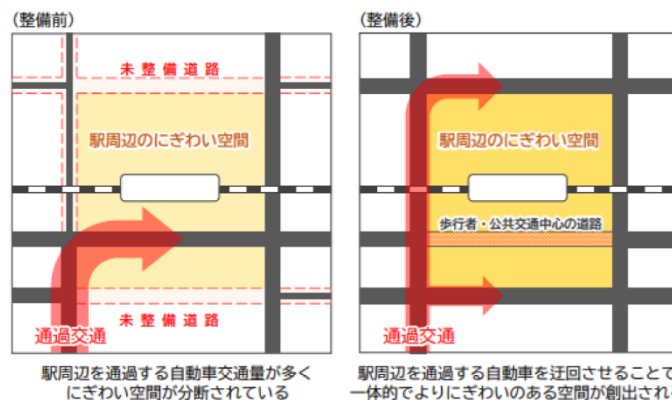 （整備前）
未整備道路
駅周辺のにぎわい空間
通過交通
未整備道路
駅周辺を通過する自動車交通量が多く
にぎわい空間が分断されている
（整備後）
駅周辺のにぎわい空間
歩行者・公共交通中心の道路
通過交通
駅周辺を通過する自動車を迂回させることで
一体的でよりにぎわいのある空間が創出され